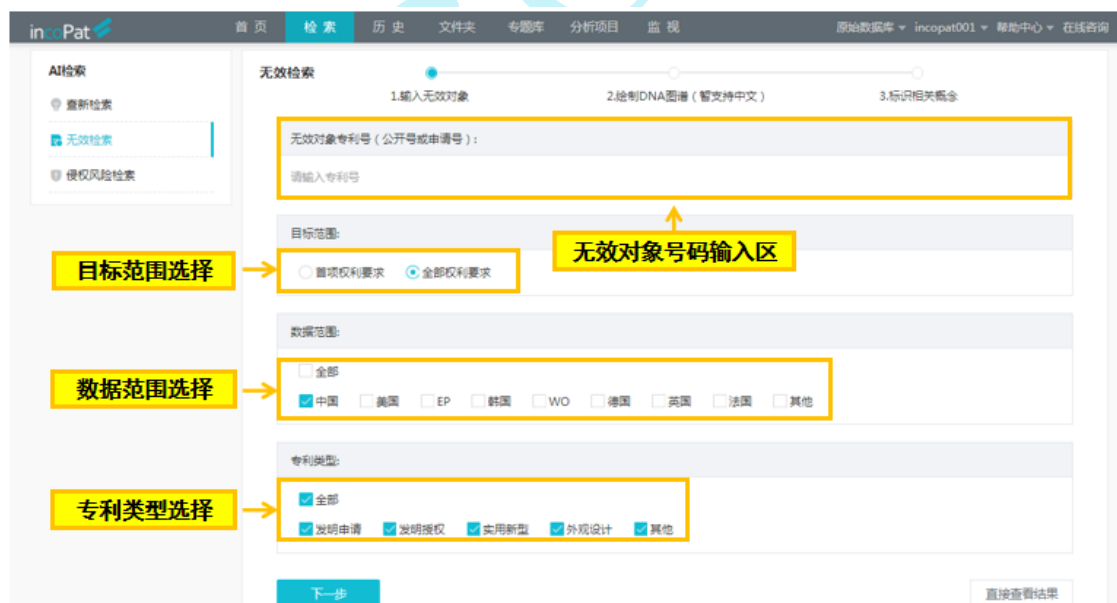 incoPat 首页 检索 历史 文件夹 专题库 分析项目 监视 原始数据库 incopat001 帮助中心 在线咨询
AI检索
查新检索
无效检索
侵权风险检索
无效检索
1.输入无效对象 2.绘制DNA图谱（暂支持中文） 3.标识相关概念
无效对象专利号（公开号或申请号）:
请输入专利号
无效对象号码输入区
目标范围:
目标范围选择
首项权利要求 全部权利要求
数据范围:
数据范围选择
全部
中国 美国 EP 韩国 WO 德国 英国 法国 其他
专利类型:
专利类型选择
全部
发明申请 发明授权 实用新型 外观设计 其他
下一步 直接查看结果